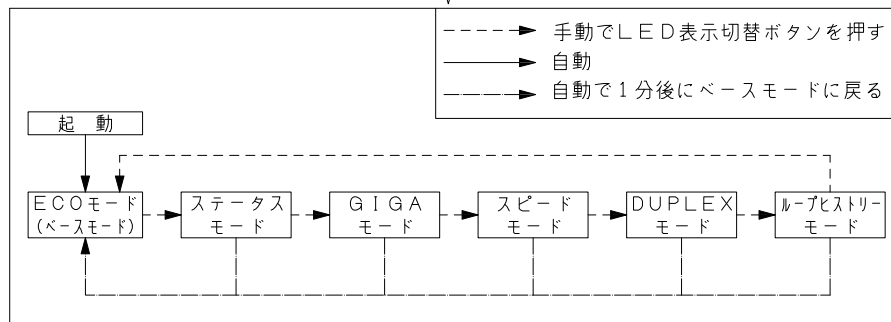 手動でLED表示切替ボタンを押す
自動
自動で1分後にベースモードに戻る
起 動
ECOモード
(ベースモード)
ステータス
モード
GIGA
モード
スピード
モード
DUPLEX
モード
ループヒストリー
モード